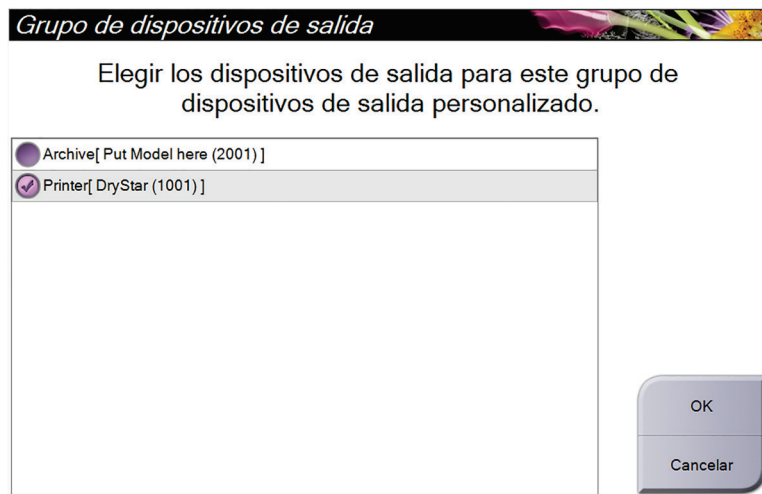 Grupo de dispositivos de salida
Elegir los dispositivos de salida para este grupo de
dispositivos de salida personalizado.
Archive[ Put Model here (2001) ]
Printer[ DryStar (1001) ]
OK
Cancelar